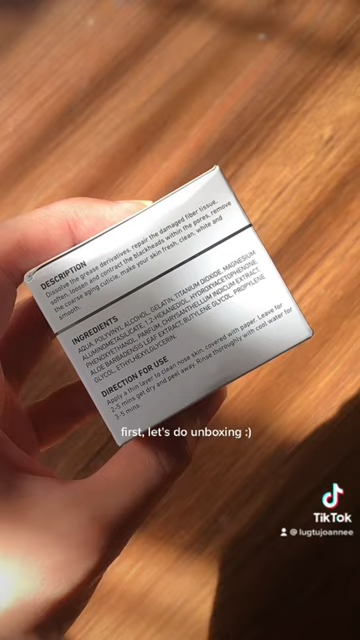 DESCRIPTION
Dissolve the grease derivatives, repair the damaged fiber tissue.
soften, loosen and contract the blackheads within the pores, remove
the coarse aging cuticle, make your skin fresh, clean, white and
smooth.
INGREDIENTS
AQUA, POLYVINYL ALCOHOL, GELATIN, TITANIUM DIOXIDE, MAGNESIUM
ALUMINOMETASILICATE, 1,2-HEXANEDIOL, HYDROXYACETOPHENONE
PHENOXYETHANOL, PARFUM, CHRYSANTHELLUM INDICUM EXTRACT,
ALOE BARBADENSIS LEAF EXTRACT, BUTYLENE GLYCOL, PROPYLENE
GLYCOL, ETHYLHEXYLGLYCERIN.
DIRECTION FOR USE
Apply a thin layer to clean nose skin, covered with paper. Leave for
2-5 mins get dry and peel away. Rinse thoroughly with cool water for
3-5 mins.
first, let's do unboxing :)
TikTok
@ lugtujoannee